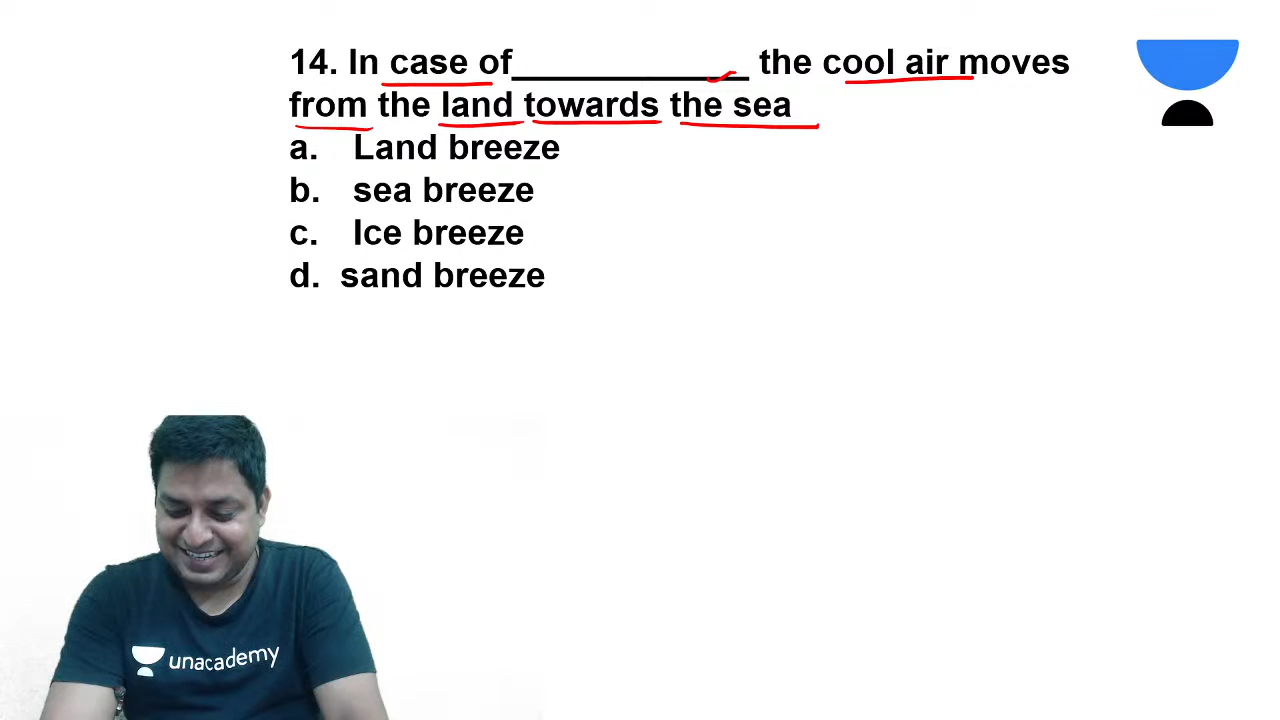 14. In case of____________ the cool air moves
from the land towards the sea
a. Land breeze
b. sea breeze
c. Ice breeze
d. sand breeze
unacademy